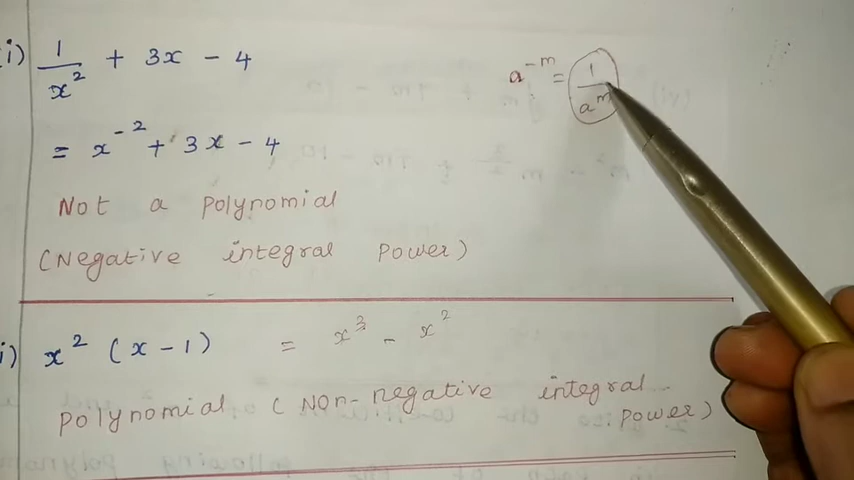 i) 1/x² + 3x - 4
a⁻ᵐ = 1/aᵐ
= x⁻² + 3x - 4
Not a polynomial
(Negative integral power)
i) x² (x - 1) = x³ - x²
polynomial (Non-negative integral power)